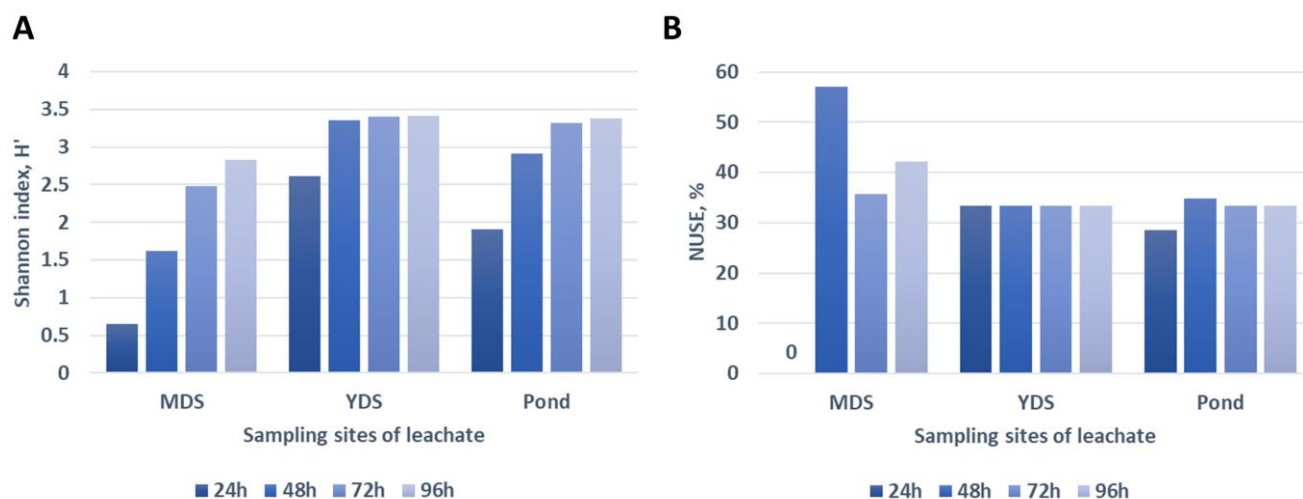 A
Shannon index, H'
4
3.5
3
2.5
2
1.5
1
0.5
0
MDS YDS Pond
Sampling sites of leachate
24h 48h 72h 96h
B
NUSE, %
60
50
40
30
20
10
0
0
MDS YDS Pond
Sampling sites of leachate
24h 48h 72h 96h